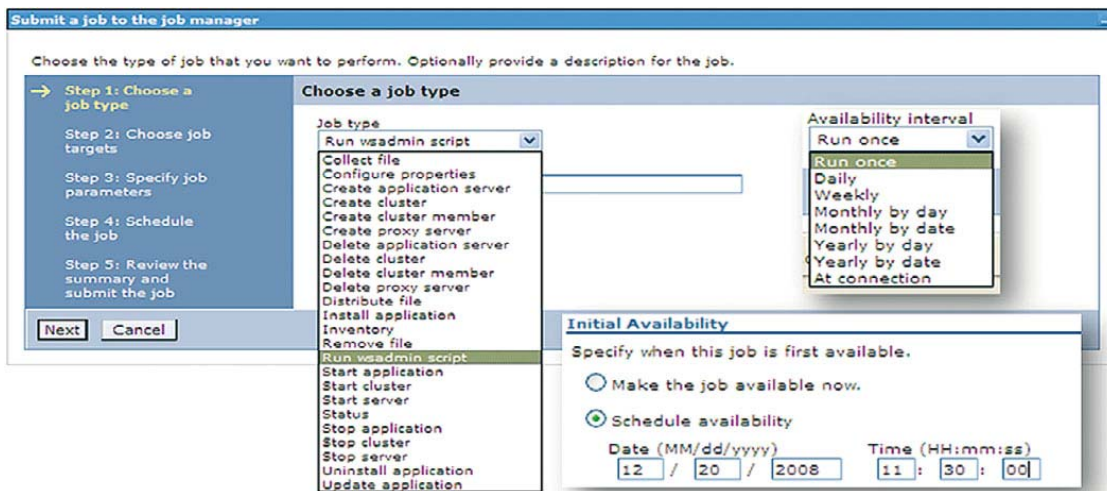 Submit a job to the job manager
Choose the type of job that you want to perform. Optionally provide a description for the job.
Step 1: Choose a
job type
Step 2: Choose job
targets
Step 3: Specify job
parameters
Step 4: Schedule
the job
Step 5: Review the
summary and
submit the job
Next
Cancel
Choose a job type
Job type
Run wsadmin script
Collect file
Configure properties
Create application server
Create cluster
Create cluster member
Create proxy server
Delete application server
Delete cluster
Delete cluster member
Delete proxy server
Distribute file
Install application
Inventory
Remove file
Run wsadmin script
Start application
Start cluster
Start server
Status
Stop application
Stop cluster
Stop server
Uninstall application
Update application
Availability interval
Run once
Run once
Daily
Weekly
Monthly by day
Monthly by date
Yearly by day
Yearly by date
At connection
Initial Availability
Specify when this job is first available.
Make the job available now.
Schedule availability
Date (MM/dd/yyyy) Time (HH:mm:ss)
12 / 20 / 2008 11 : 30 : 00